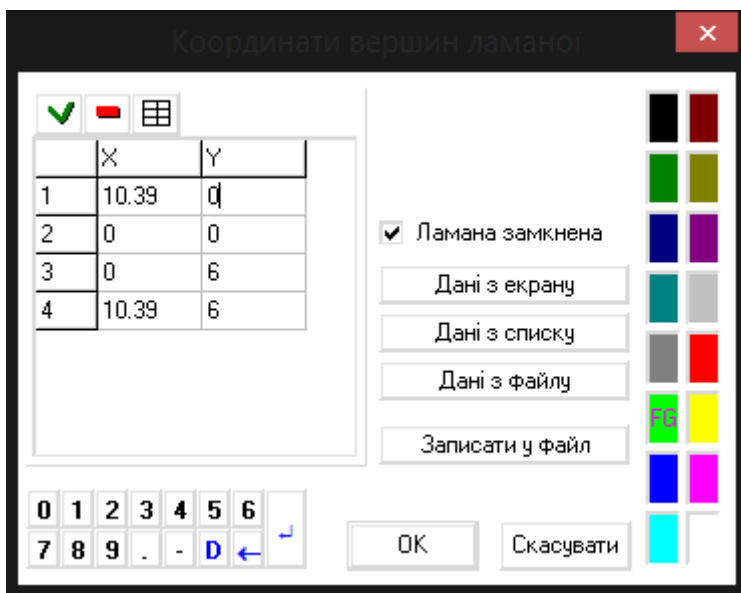 Координати вершин ламаної
X Y
1 10.39 0
2 0 0
3 0 6
4 10.39 6
Ламана замкнена
Дані з екрану
Дані з списку
Дані з файлу
Записати у файл
FG
0 1 2 3 4 5 6
7 8 9 . - D ←
OK
Скасувати